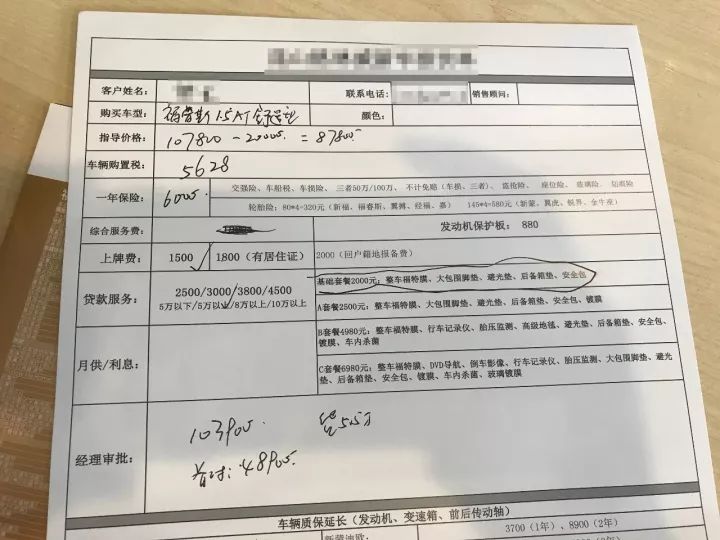 客户姓名： 联系电话： 销售顾问：
购买车型： 福睿斯 1.5AT 舒适型 颜色：
指导价格： 107800 - 20000. = 87800
车辆购置税： 5628
一年保险： 6000. 交强险、车船税、车损险、三者50万/100万、不计免赔（车损、三者）、盗抢险、座位险、玻璃险、划痕险
轮胎险：80*4=320元（新福、福睿斯、翼搏、经福、嘉） 145*4=580元（新蒙、翼虎、锐界、金牛座）
综合服务费： 发动机保护板： 880
上牌费： 1500 1800（有居住证） 2000（回户籍地报备费）
贷款服务： 2500/3000/3800/4500
5万以下/5万以上/8万以上/10万以上
基础套餐2000元：整车福特膜、大包围脚垫、避光垫、后备箱垫、安全包
A套餐2500元：整车福特膜、大包围脚垫、避光垫、后备箱垫、安全包、镀膜
B套餐4980元：整车福特膜、行车记录仪、胎压监测、高级地毯、避光垫、后备箱垫、安全包、
镀膜、车内杀菌
月供/利息：
C套餐6980元：整车福特膜、DVD导航、倒车影像、行车记录仪、胎压监测、大包围脚垫、避光
垫、后备箱垫、安全包、镀膜、车内杀菌、玻璃镀膜
经理审批：
103900. 贷5.5万
首付：48900.
车辆质保延长（发动机、变速箱、前后传动轴）
新蒙迪欧 3700（1年）, 8900（2年）